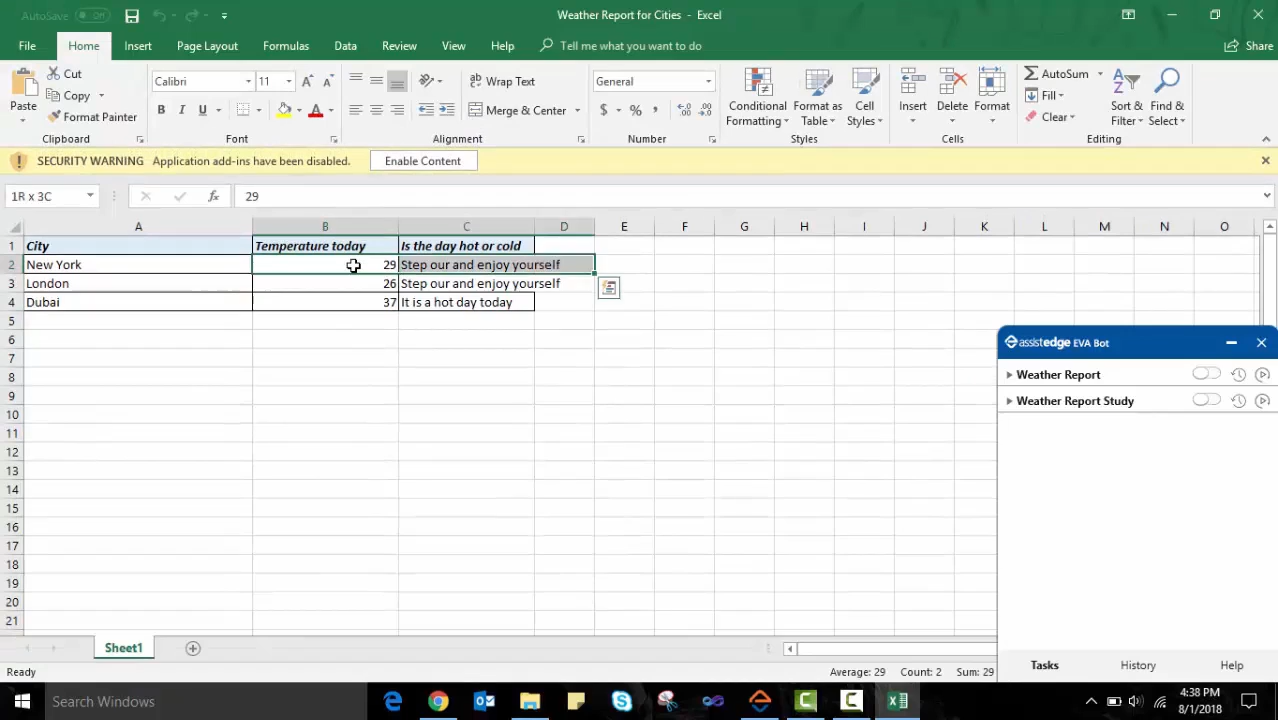 AutoSave Off Weather Report for Cities - Excel
File Home Insert Page Layout Formulas Data Review View Help Tell me what you want to do Share
Paste Cut Copy Format Painter Clipboard
Calibri 11 B I U A Font
Wrap Text Merge & Center Alignment
General $ % , Number
Conditional Formatting Format as Table Cell Styles Styles
Insert Delete Format Cells
AutoSum Fill Clear Sort & Filter Find & Select Editing
SECURITY WARNING Application add-ins have been disabled. Enable Content
1R x 3C fx 29
A B C D E F G H I J K L M N O
1 City Temperature today Is the day hot or cold
2 New York 29 Step our and enjoy yourself
3 London 26 Step our and enjoy yourself
4 Dubai 37 It is a hot day today
5
6
7
8
9
10
11
12
13
14
15
16
17
18
19
20
21
assistedge EVA Bot
Weather Report
Weather Report Study
Tasks History Help
Sheet1
Ready Average: 29 Count: 2 Sum: 29
Search Windows
4:38 PM
8/1/2018